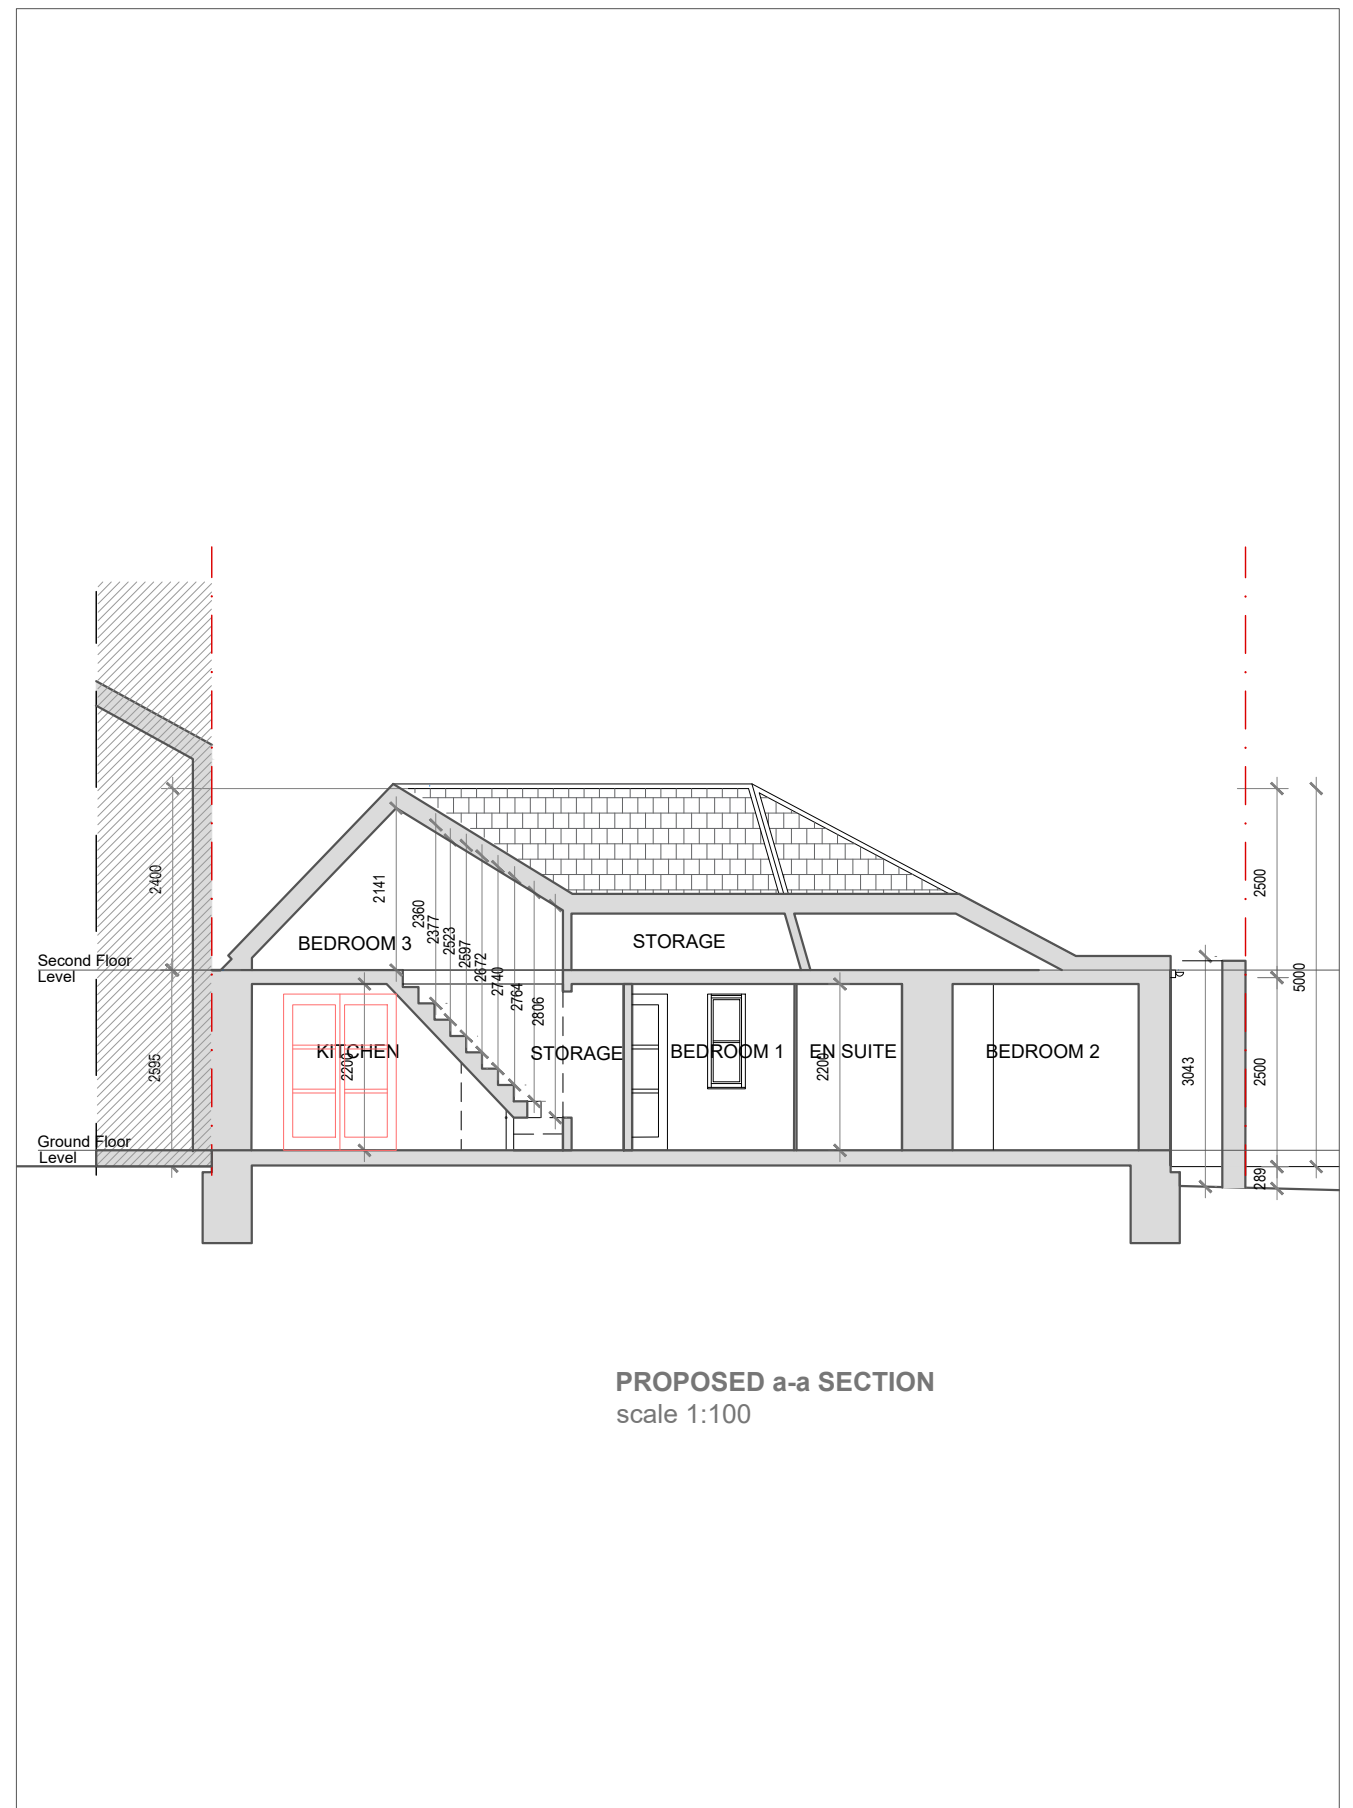 2400
2500
2141
2360
2377
2523
2597
2672
2740
2764
2806
BEDROOM 3
STORAGE
Second Floor
Level
5000
KITCHEN
2200
STORAGE
BEDROOM 1
EN SUITE
2200
BEDROOM 2
2595
3043
2500
Ground Floor
Level
289
PROPOSED a-a SECTION
scale 1:100